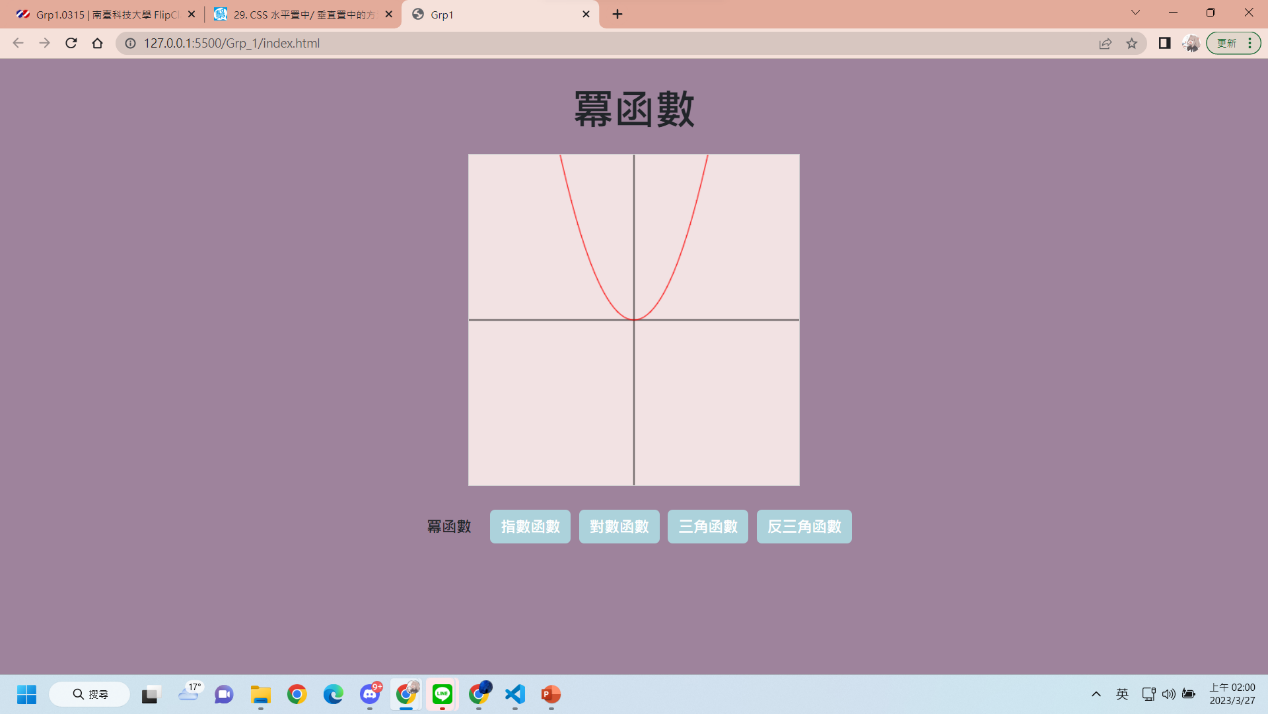 Grp1.0315 | 南臺科技大學 FlipCl
29. CSS 水平置中/ 垂直置中的方
Grp1
127.0.0.1:5500/Grp_1/index.html
更新
冪函數
冪函數 指數函數 對數函數 三角函數 反三角函數
搜尋
17°
9+
LINE
英
上午 02:00
2023/3/27